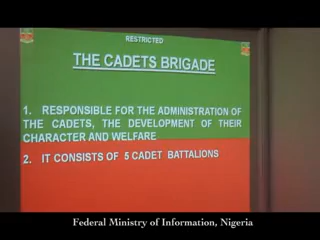 RESTRICTED
THE CADETS BRIGADE
1. RESPONSIBLE FOR THE ADMINISTRATION OF
THE CADETS, THE DEVELOPMENT OF THEIR
CHARACTER AND WELFARE
2. IT CONSISTS OF 5 CADET BATTALIONS
Federal Ministry of Information, Nigeria